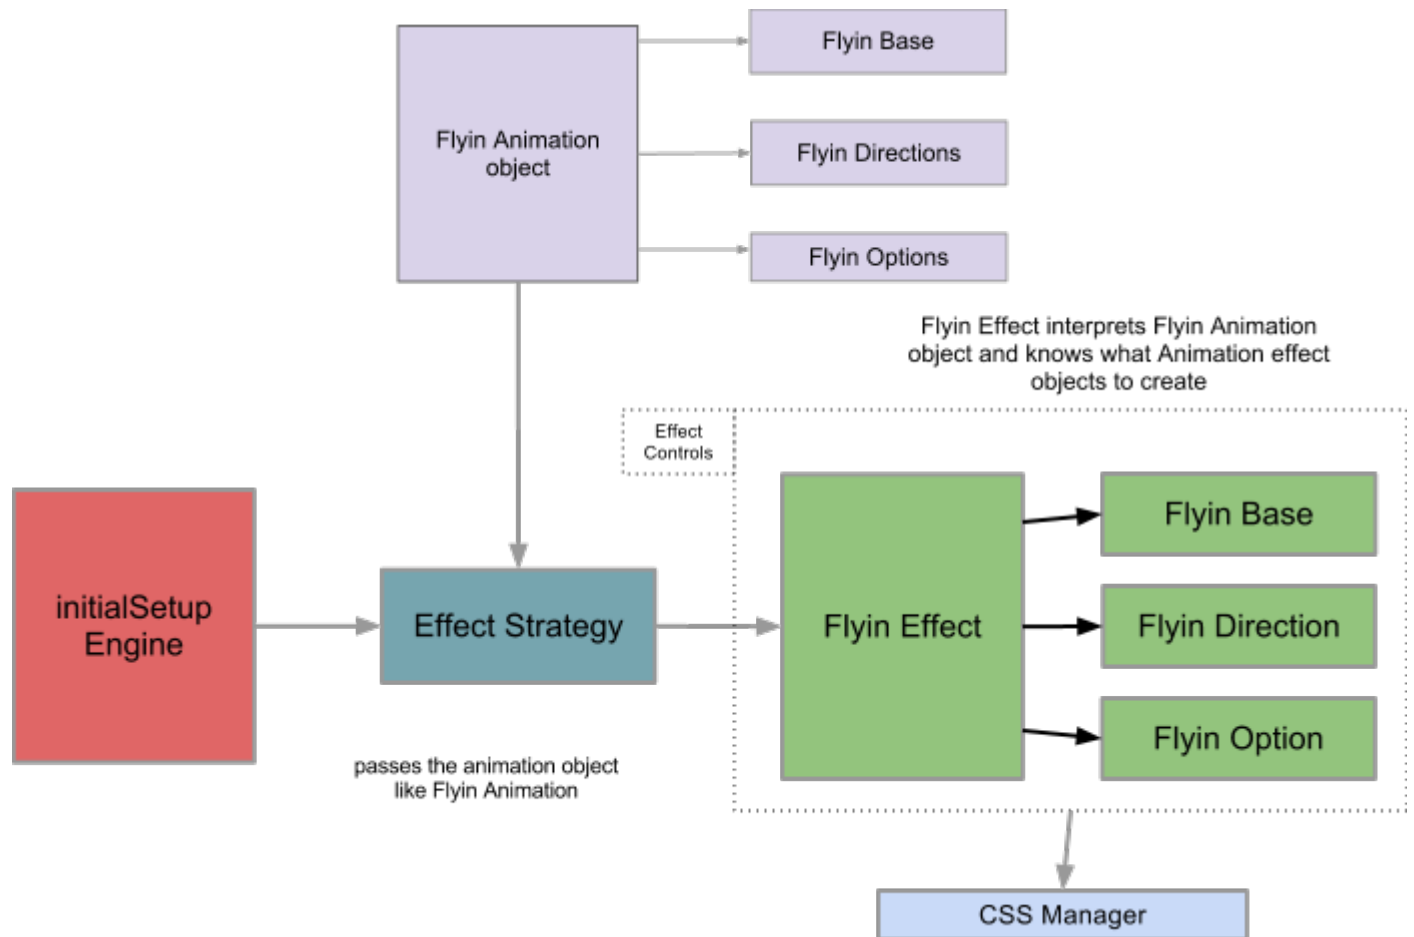 Flyin Base
Flyin Animation
object
Flyin Directions
Flyin Options
Flyin Effect interprets Flyin Animation
object and knows what Animation effect
objects to create
Effect
Controls
initialSetup
Engine
Effect Strategy
Flyin Effect
Flyin Base
Flyin Direction
Flyin Option
passes the animation object
like Flyin Animation
CSS Manager